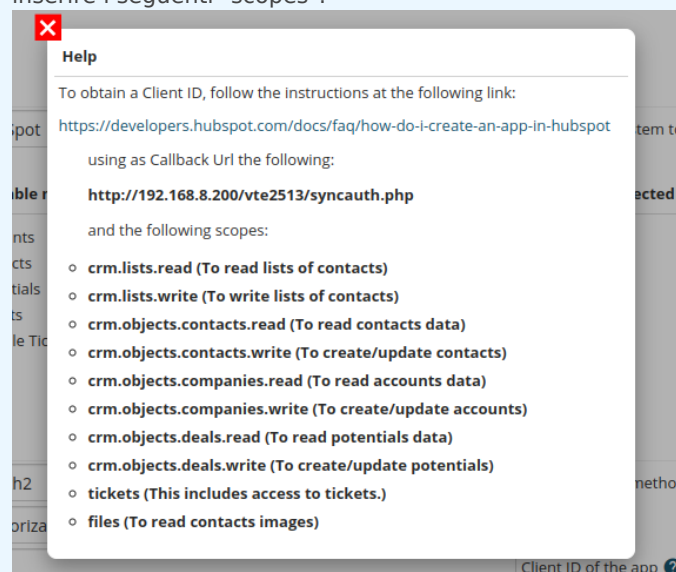 inserire i seguenti "scopes":
Help
To obtain a Client ID, follow the instructions at the following link:
https://developers.hubspot.com/docs/faq/how-do-i-create-an-app-in-hubspot
using as Callback Url the following:
http://192.168.8.200/vte2513/syncauth.php
and the following scopes:
crm.lists.read (To read lists of contacts)
crm.lists.write (To write lists of contacts)
crm.objects.contacts.read (To read contacts data)
crm.objects.contacts.write (To create/update contacts)
crm.objects.companies.read (To read accounts data)
crm.objects.companies.write (To create/update accounts)
crm.objects.deals.read (To read potentials data)
crm.objects.deals.write (To create/update potentials)
tickets (This includes access to tickets.)
files (To read contacts images)
Client ID of the app